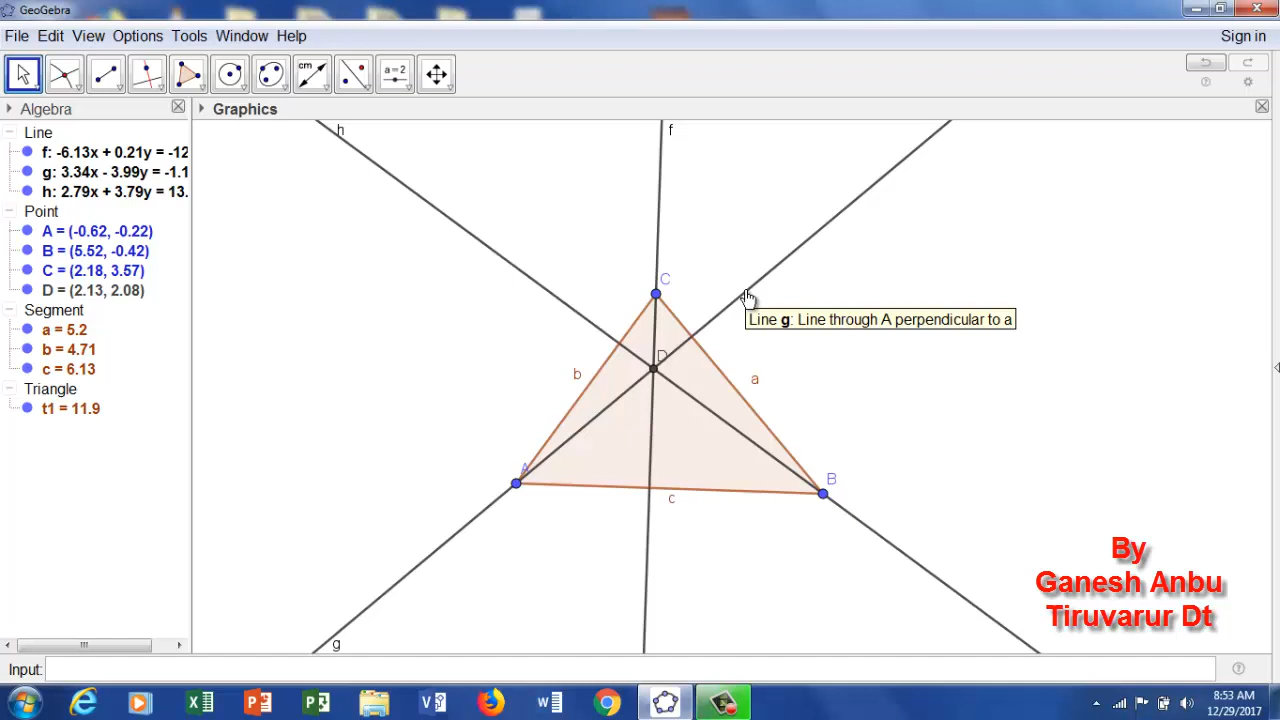 GeoGebra
File Edit View Options Tools Window Help
Sign in
cm
a=2
Algebra
Graphics
Line
f: -6.13x + 0.21y = -12
g: 3.34x - 3.99y = -1.1
h: 2.79x + 3.79y = 13.
Point
A = (-0.62, -0.22)
B = (5.52, -0.42)
C = (2.18, 3.57)
D = (2.13, 2.08)
Segment
a = 5.2
b = 4.71
c = 6.13
Triangle
t1 = 11.9
h
f
C
Line g: Line through A perpendicular to a
D
b
a
A
B
c
g
By
Ganesh Anbu
Tiruvarur Dt
Input:
8:53 AM
12/29/2017